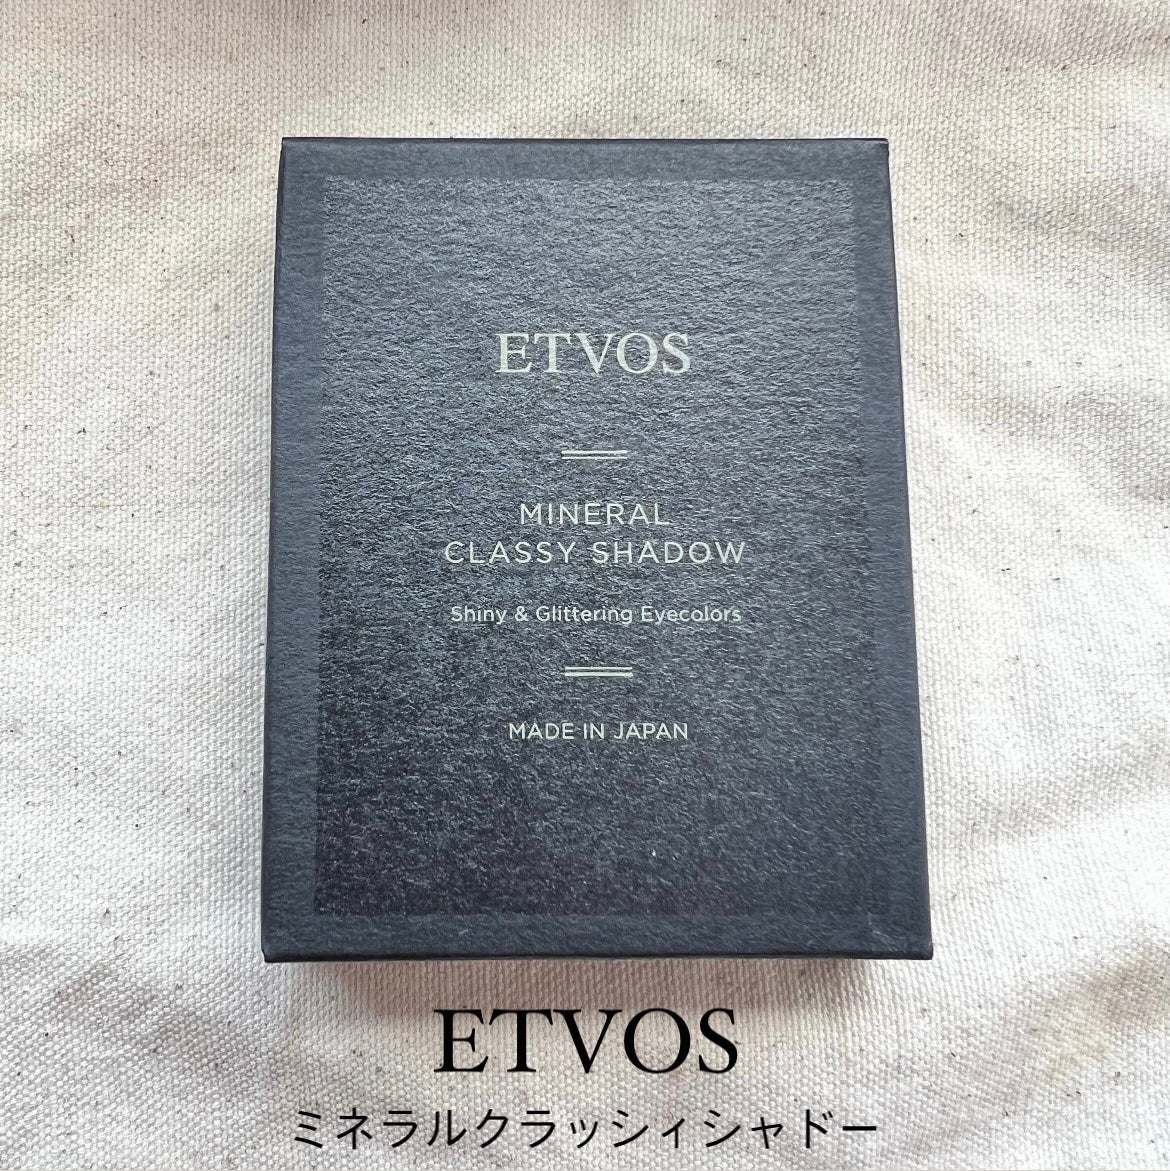 ETVOS
MINERAL
CLASSY SHADOW
Shiny & Glittering Eyecolors
MADE IN JAPAN
ETVOS
ミネラルクラッシィシャドー